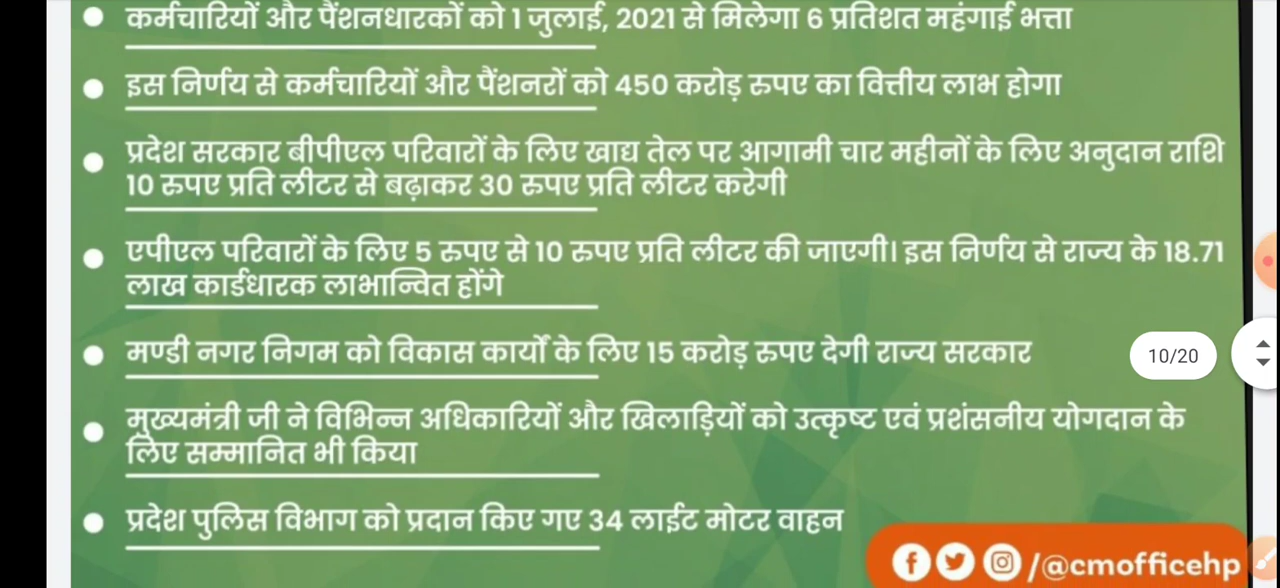 कर्मचारियों और पैंशनधारकों को 1 जुलाई, 2021 से मिलेगा 6 प्रतिशत महंगाई भत्ता
इस निर्णय से कर्मचारियों और पैंशनरों को 450 करोड़ रुपए का वित्तीय लाभ होगा
प्रदेश सरकार बीपीएल परिवारों के लिए खाद्य तेल पर आगामी चार महीनों के लिए अनुदान राशि
10 रुपए प्रति लीटर से बढ़ाकर 30 रुपए प्रति लीटर करेगी
एपीएल परिवारों के लिए 5 रुपए से 10 रुपए प्रति लीटर की जाएगी। इस निर्णय से राज्य के 18.71
लाख कार्डधारक लाभान्वित होंगे
मण्डी नगर निगम को विकास कार्यों के लिए 15 करोड़ रुपए देगी राज्य सरकार
10/20
मुख्यमंत्री जी ने विभिन्न अधिकारियों और खिलाड़ियों को उत्कृष्ट एवं प्रशंसनीय योगदान के
लिए सम्मानित भी किया
प्रदेश पुलिस विभाग को प्रदान किए गए 34 लाईट मोटर वाहन
/@cmofficehp